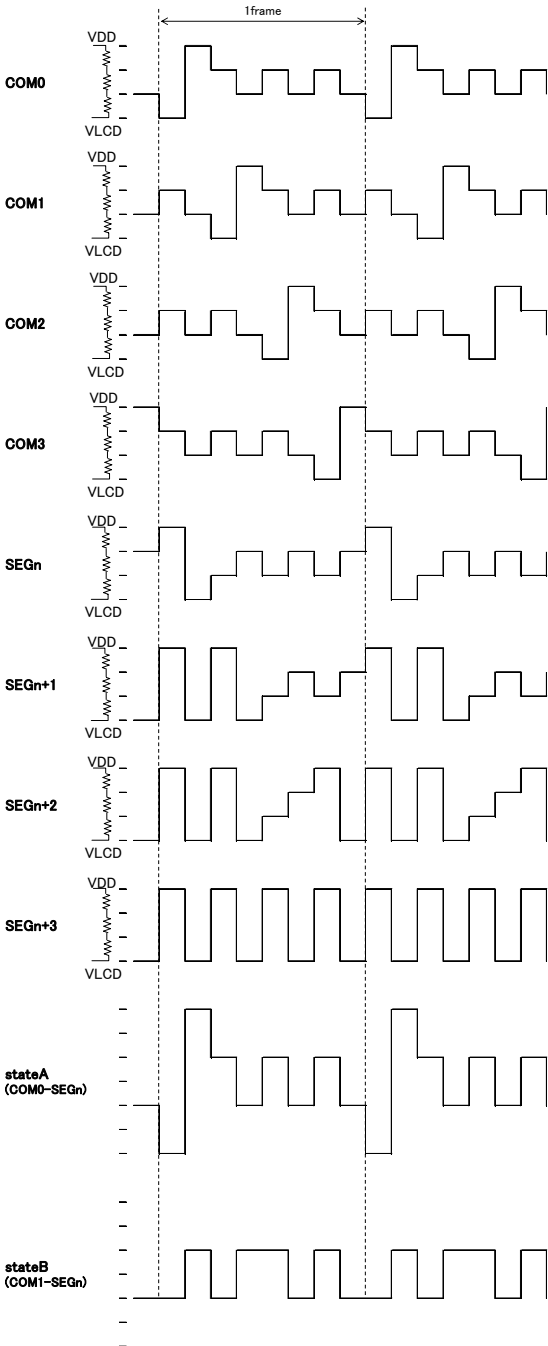 1frame
VDD
COM0
VLCD
VDD
COM1
VLCD
VDD
COM2
VLCD
VDD
COM3
VLCD
VDD
SEGn
VLCD
VDD
SEGn+1
VLCD
VDD
SEGn+2
VLCD
VDD
SEGn+3
VLCD
stateA
(COM0-SEGn)
stateB
(COM1-SEGn)